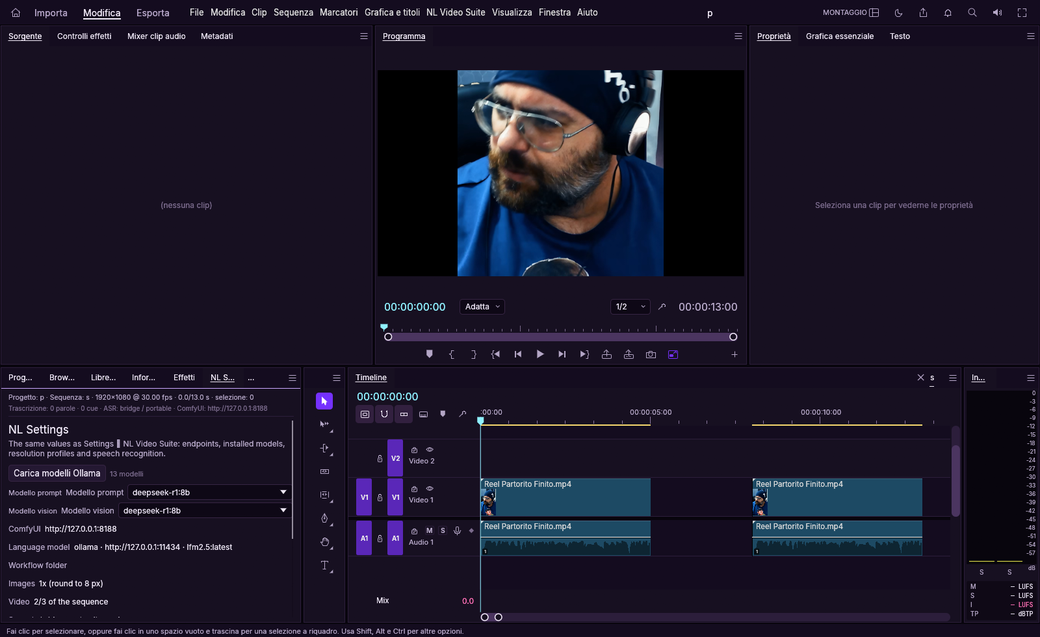 Importa Modifica Esporta File Modifica Clip Sequenza Marcatori Grafica e titoli NL Video Suite Visualizza Finestra Aiuto p MONTAGGIO
Sorgente Controlli effetti Mixer clip audio Metadati
Programma
Proprietà Grafica essenziale Testo
(nessuna clip)
Seleziona una clip per vederne le proprietà
00:00:00:00 Adatta 1/2 00:00:13:00
Prog... Brow... Libre... Infor... Effetti NL S... ...
Progetto: p · Sequenza: s · 1920×1080 @ 30.00 fps · 0.0/13.0 s · selezione: 0
Trascrizione: 0 parole · 0 cue · ASR: bridge / portable · ComfyUI: http://127.0.0.1:8188
NL Settings
The same values as Settings NL Video Suite: endpoints, installed models,
resolution profiles and speech recognition.
Carica modelli Ollama 13 modelli
Modello prompt Modello prompt deepseek-r1:8b
Modello vision Modello vision deepseek-r1:8b
ComfyUI http://127.0.0.1:8188
Language model ollama · http://127.0.0.1:11434 · lfm2.5:latest
Workflow folder
Images 1x (round to 8 px)
Video 2/3 of the sequence
Timeline s
00:00:00:00
:00:00 00:00:05:00 00:00:10:00
V2 Video 2
V1 V1 Video 1
Reel Partorito Finito.mp4 Reel Partorito Finito.mp4
A1 A1 M S Audio 1
Reel Partorito Finito.mp4 Reel Partorito Finito.mp4
1 1
Mix 0.0
In...
0
-3
-6
-9
-12
-15
-18
-21
-24
-27
-30
-33
-36
-39
-42
-45
-48
-51
-54
-57
dB
S S
M – LUFS
S – LUFS
I – LUFS
TP – dBTP
Fai clic per selezionare, oppure fai clic in uno spazio vuoto e trascina per una selezione a riquadro. Usa Shift, Alt e Ctrl per altre opzioni.